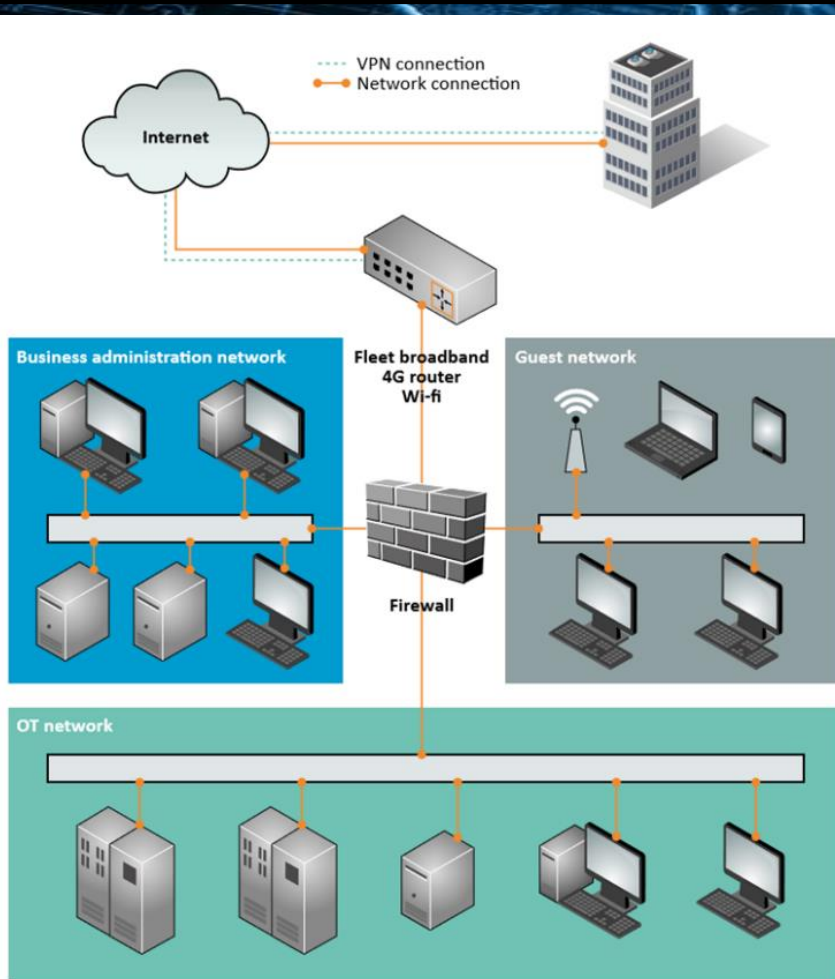 VPN connection
Network connection
Internet
Business administration network
Fleet broadband
4G router
Wi-fi
Guest network
Firewall
OT network